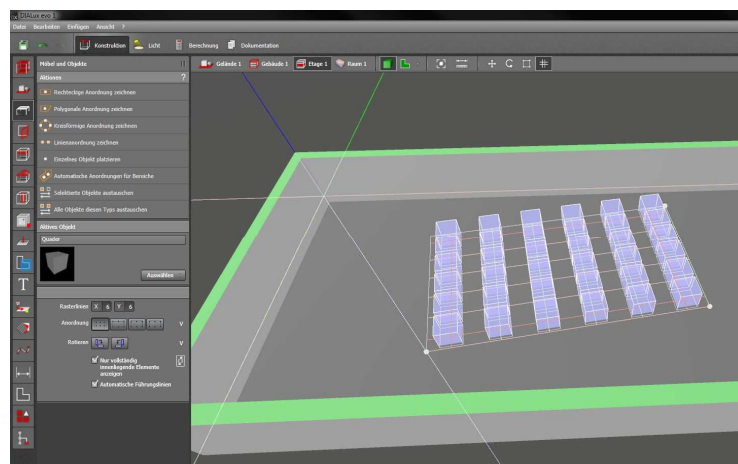 DIALux evo 1
Datei Bearbeiten Einfügen Ansicht ?
Konstruktion Licht Berechnung Dokumentation
Möbel und Objekte
Gelände 1 Gebäude 1 Etage 1 Raum 1
Aktionen ?
Rechteckige Anordnung zeichnen
Polygonale Anordnung zeichnen
Kreisförmige Anordnung zeichnen
Linienanordnung zeichnen
Einzelnes Objekt platzieren
Automatische Anordnungen für Bereiche
Selektierte Objekte austauschen
Alle Objekte diesen Typs austauschen
Aktives Objekt
Quader
Auswählen
Rasterlinien X 6 Y 6
Anordnung
Rotieren
Nur vollständig
innenliegende Elemente
anzeigen
Automatische Führungslinien
T